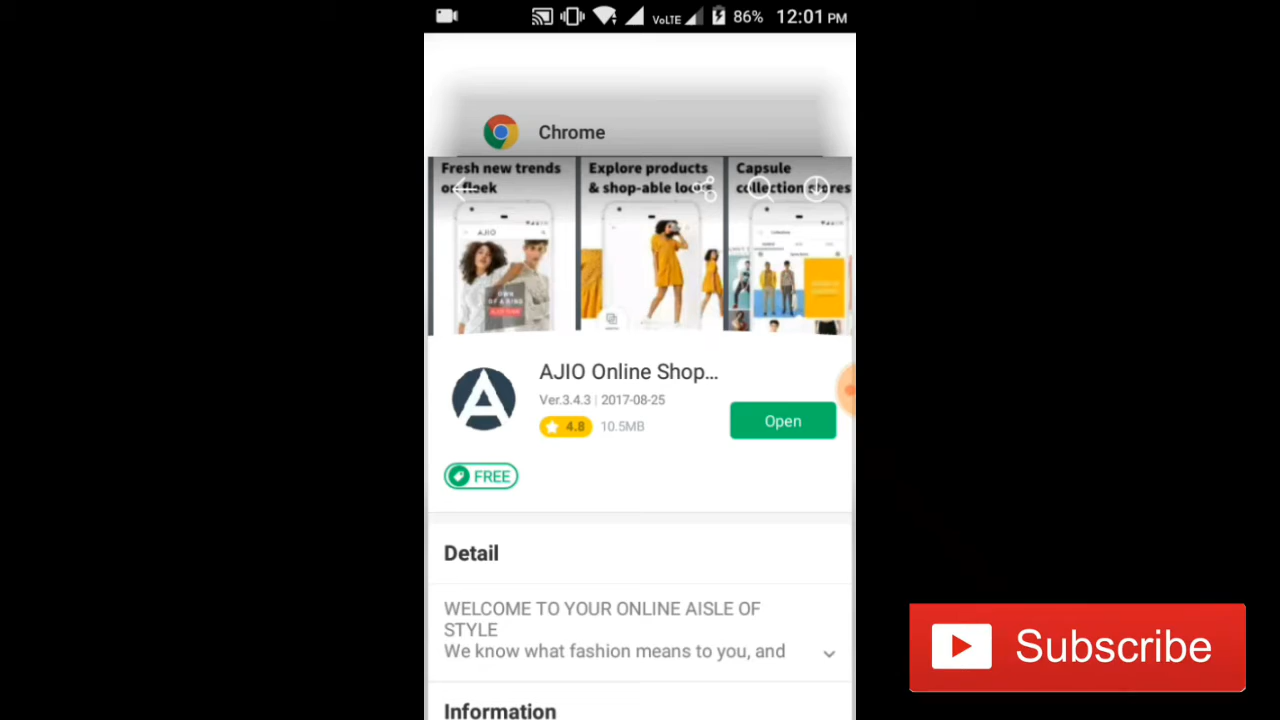 VoLTE 86% 12:01 PM
Chrome
Fresh new trends
on fleek
Explore products
& shop-able looks
Capsule
collection stores
AJIO
OWN
AJIO Online Shop...
Ver.3.4.3 | 2017-08-25
4.8 10.5MB
Open
FREE
Detail
WELCOME TO YOUR ONLINE AISLE OF
STYLE
We know what fashion means to you, and
Information
Subscribe